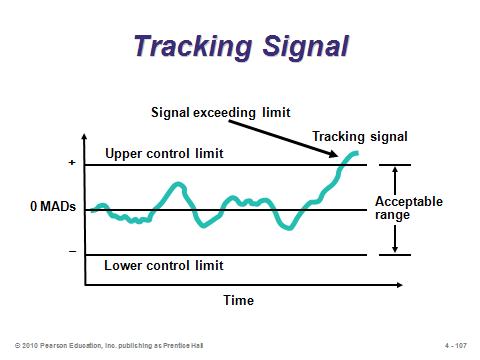 Tracking Signal
Signal exceeding limit
Tracking signal
Upper control limit
+
0 MADs
Acceptable
range
–
Lower control limit
Time
© 2010 Pearson Education, Inc. publishing as Prentice Hall
4 - 107